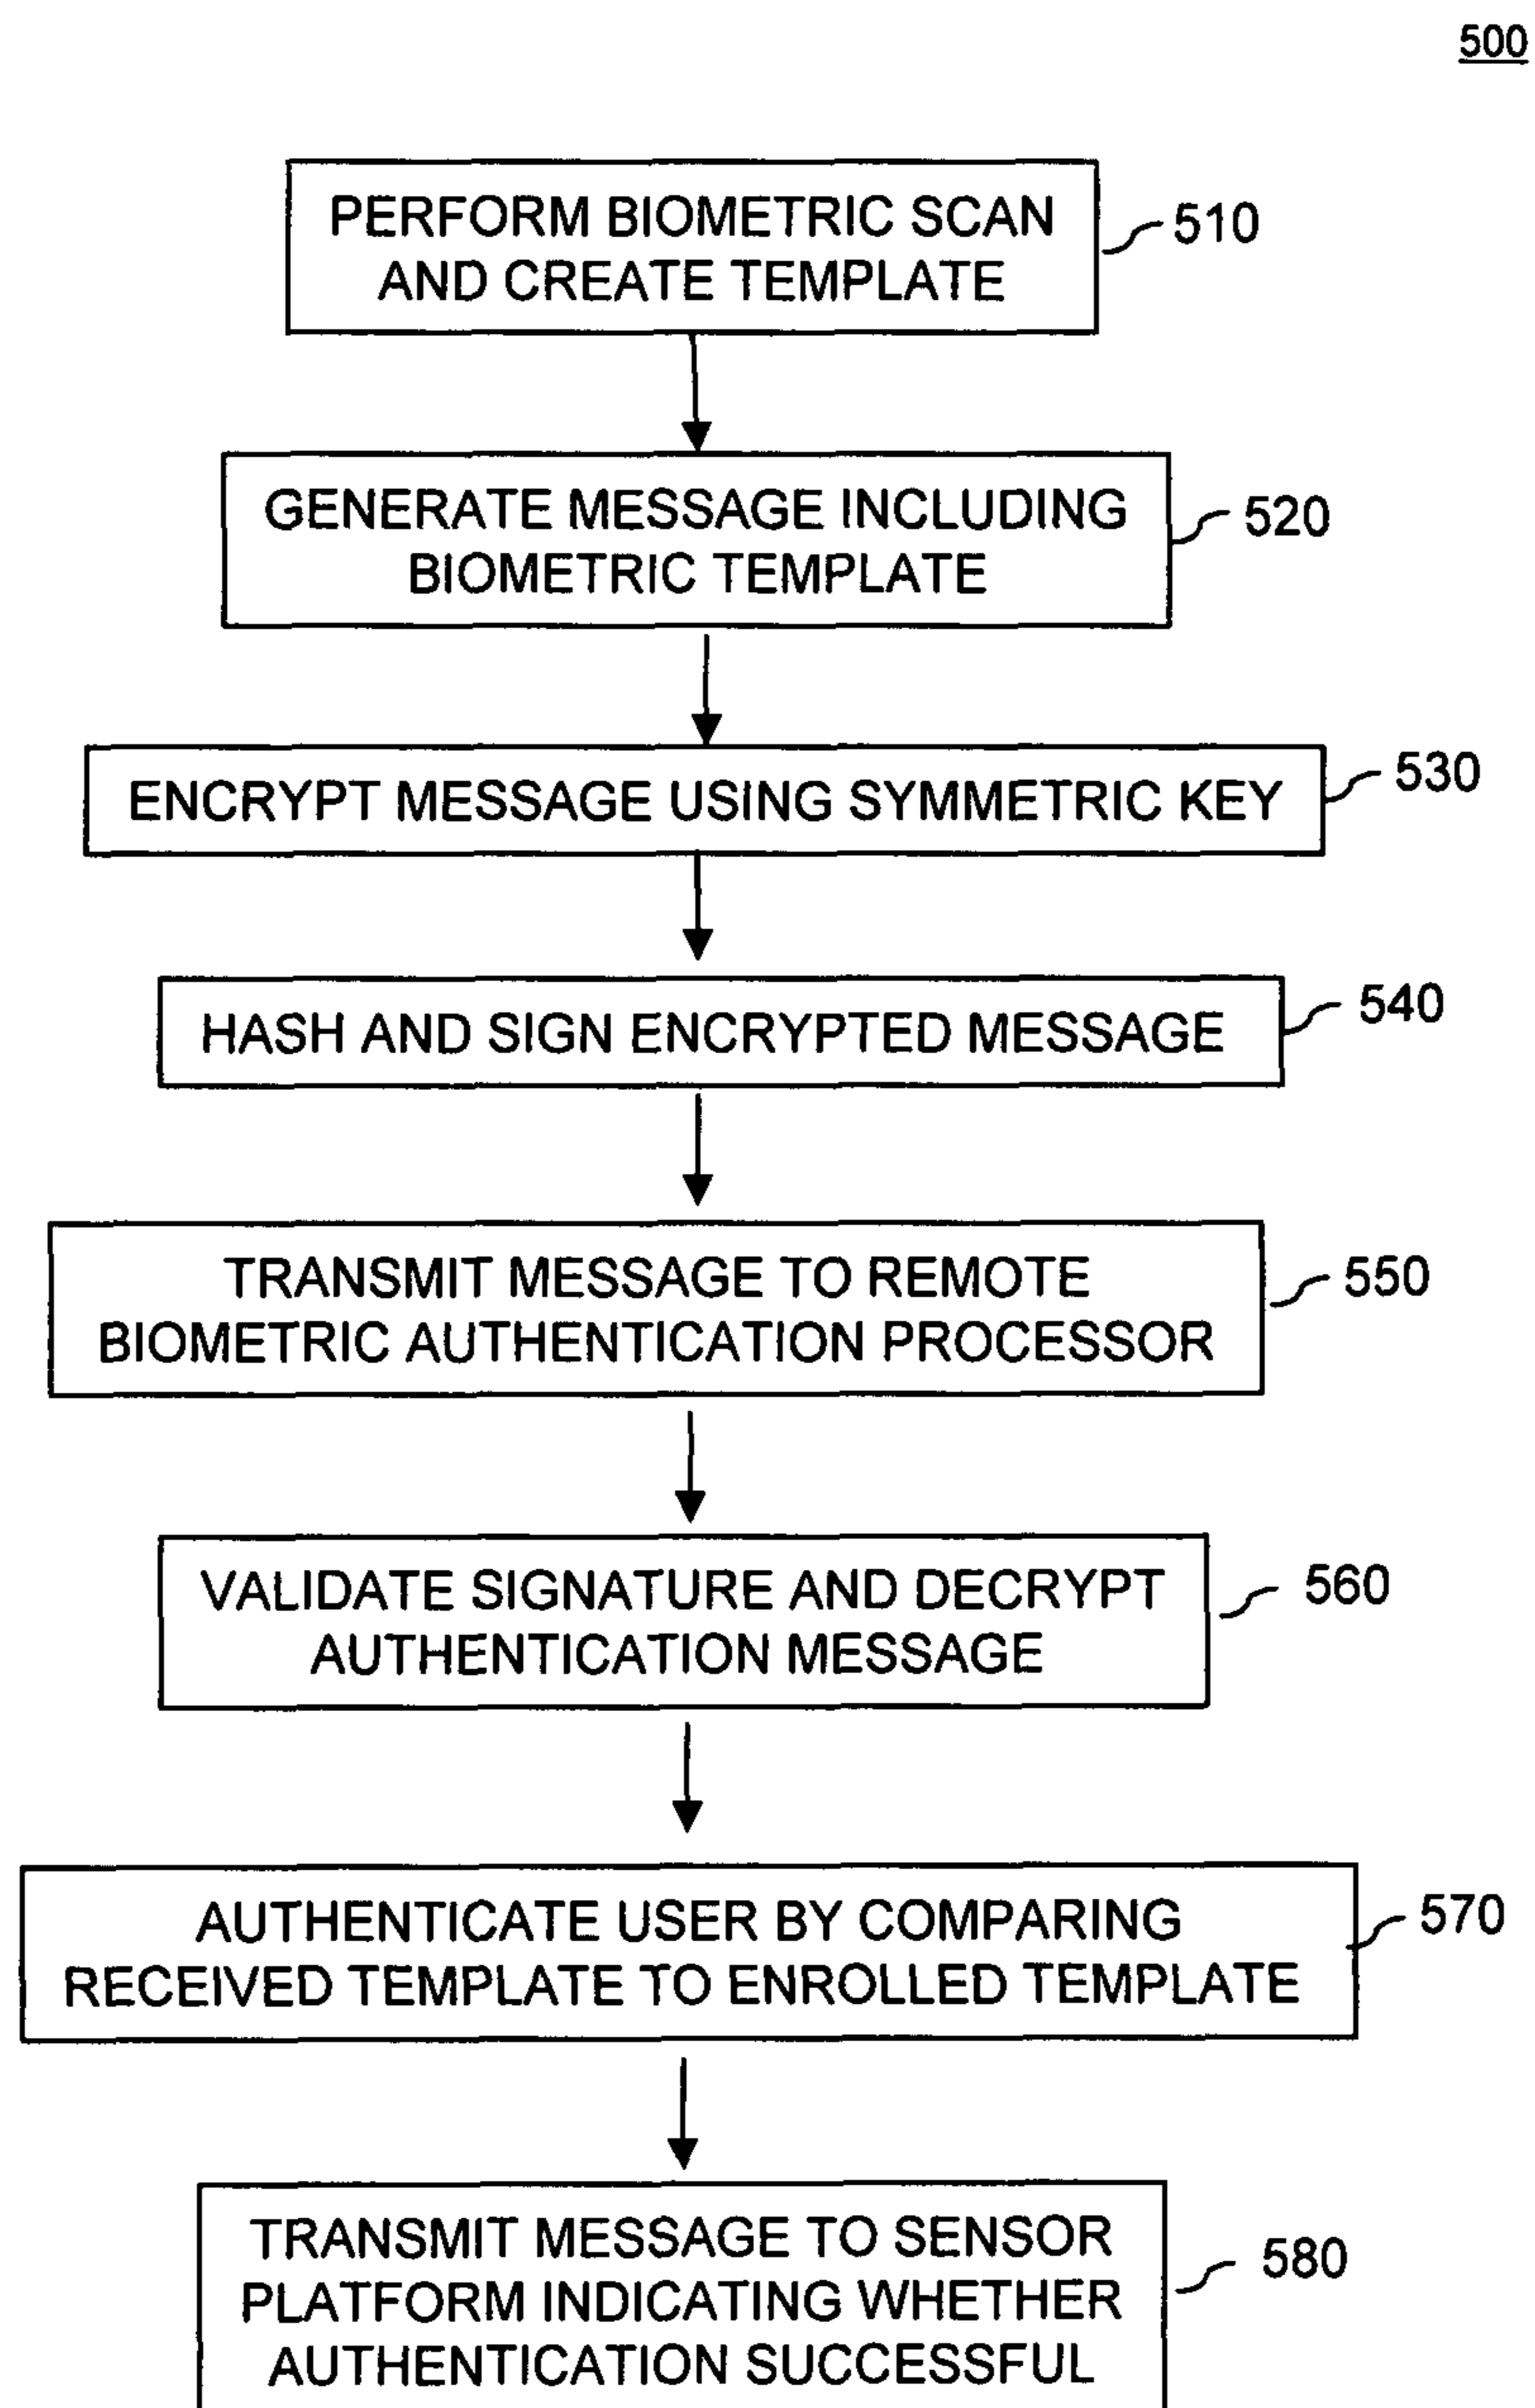 500
PERFORM BIOMETRIC SCAN
AND CREATE TEMPLATE
510
GENERATE MESSAGE INCLUDING
BIOMETRIC TEMPLATE
520
ENCRYPT MESSAGE USING SYMMETRIC KEY
530
HASH AND SIGN ENCRYPTED MESSAGE
540
TRANSMIT MESSAGE TO REMOTE
BIOMETRIC AUTHENTICATION PROCESSOR
550
VALIDATE SIGNATURE AND DECRYPT
AUTHENTICATION MESSAGE
560
AUTHENTICATE USER BY COMPARING
RECEIVED TEMPLATE TO ENROLLED TEMPLATE
570
TRANSMIT MESSAGE TO SENSOR
PLATFORM INDICATING WHETHER
AUTHENTICATION SUCCESSFUL
580